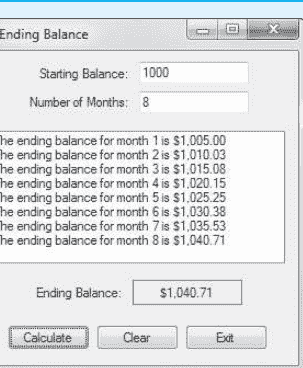 Ending Balance
Starting Balance: 1000
Number of Months: 8
he ending balance for month 1 is $1,005.00
he ending balance for month 2 is $1,010.03
he ending balance for month 3 is $1,015.08
he ending balance for month 4 is $1,020.15
he ending balance for month 5 is $1,025.25
he ending balance for month 6 is $1,030.38
he ending balance for month 7 is $1,035.53
he ending balance for month 8 is $1,040.71
Ending Balance: $1,040.71
Calculate Clear Exit